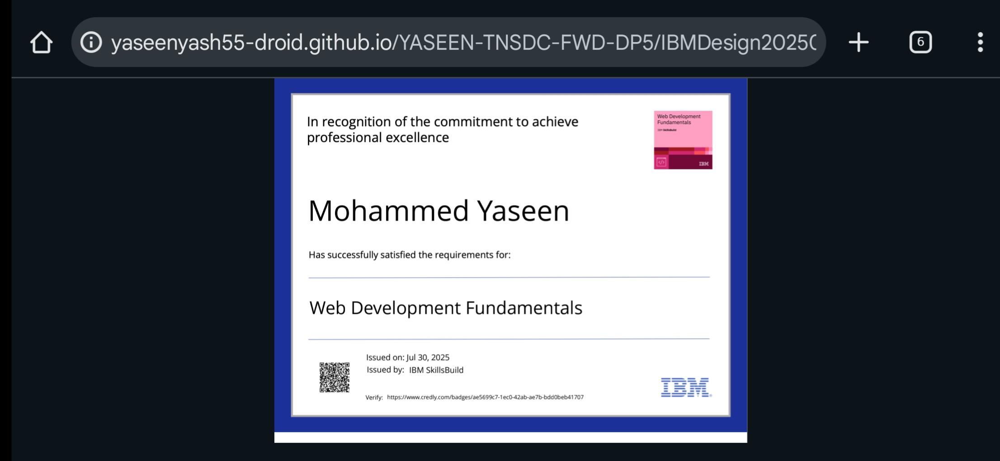 yaseenyash55-droid.github.io/YASEEN-TNSDC-FWD-DP5/IBMDesign2025
6
In recognition of the commitment to achieve
professional excellence
Web Development
Fundamentals
IBM SkillsBuild
</>
IBM
Mohammed Yaseen
Has successfully satisfied the requirements for:
Web Development Fundamentals
Issued on: Jul 30, 2025
Issued by: IBM SkillsBuild
Verify: https://www.credly.com/badges/ae5699c7-1ec0-42ab-ae7b-bdd0beb41707
IBM®